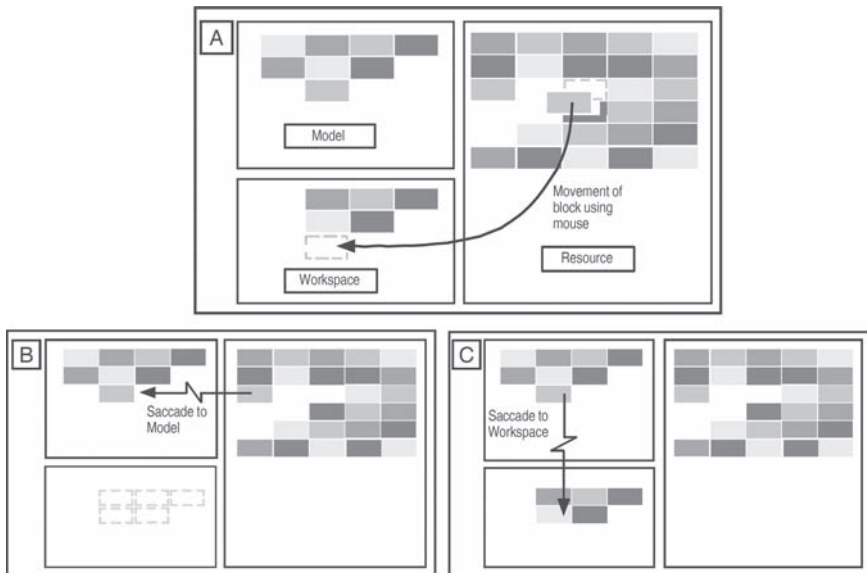 A
Model
Movement of
block using
mouse
Workspace
Resource
B
Saccade to
Model
C
Saccade to
Workspace